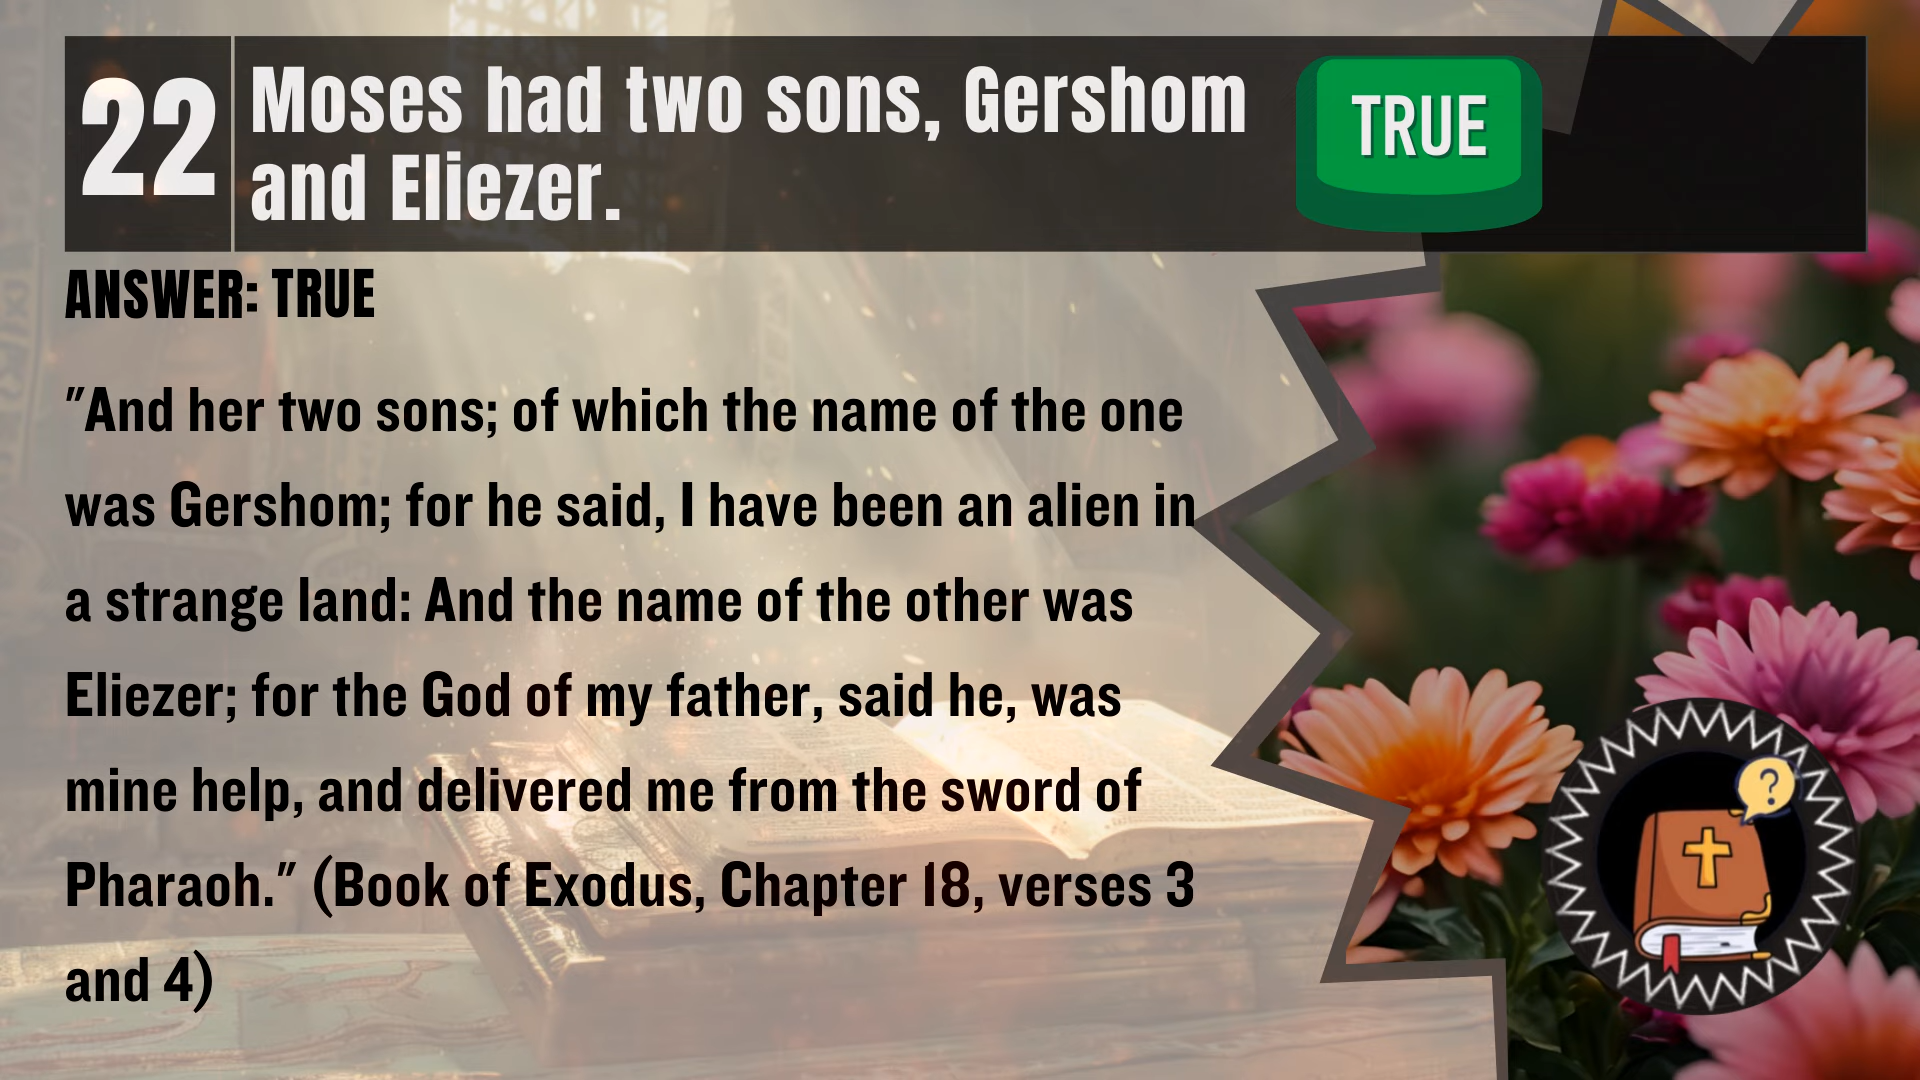 22
Moses had two sons, Gershom
and Eliezer.
TRUE
ANSWER: TRUE
"And her two sons; of which the name of the one
was Gershom; for he said, I have been an alien in
a strange land: And the name of the other was
Eliezer; for the God of my father, said he, was
mine help, and delivered me from the sword of
Pharaoh." (Book of Exodus, Chapter 18, verses 3
and 4)
?